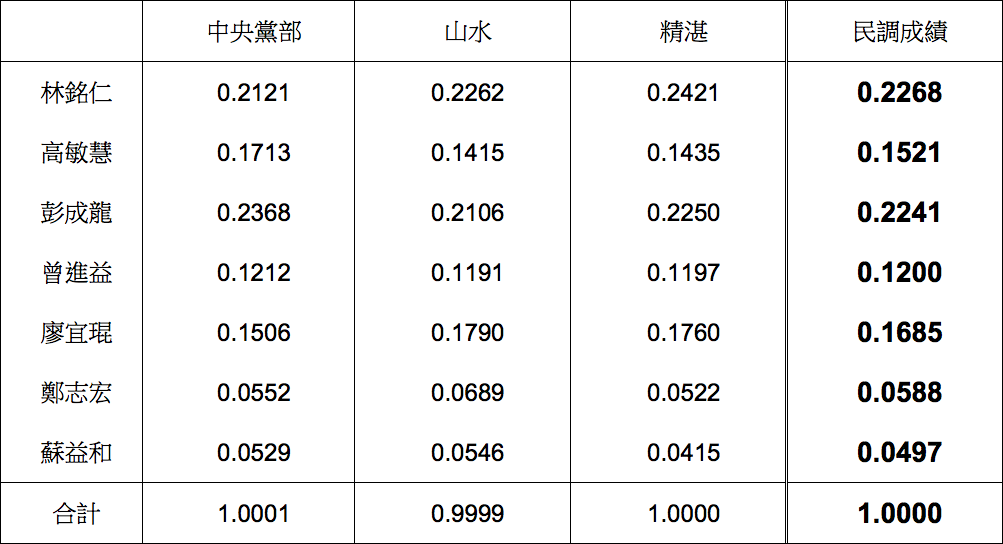 中央黨部 山水 精湛 民調成績
林銘仁 0.2121 0.2262 0.2421 0.2268
高敏慧 0.1713 0.1415 0.1435 0.1521
彭成龍 0.2368 0.2106 0.2250 0.2241
曾進益 0.1212 0.1191 0.1197 0.1200
廖宜琨 0.1506 0.1790 0.1760 0.1685
鄭志宏 0.0552 0.0689 0.0522 0.0588
蘇益和 0.0529 0.0546 0.0415 0.0497
合計 1.0001 0.9999 1.0000 1.0000